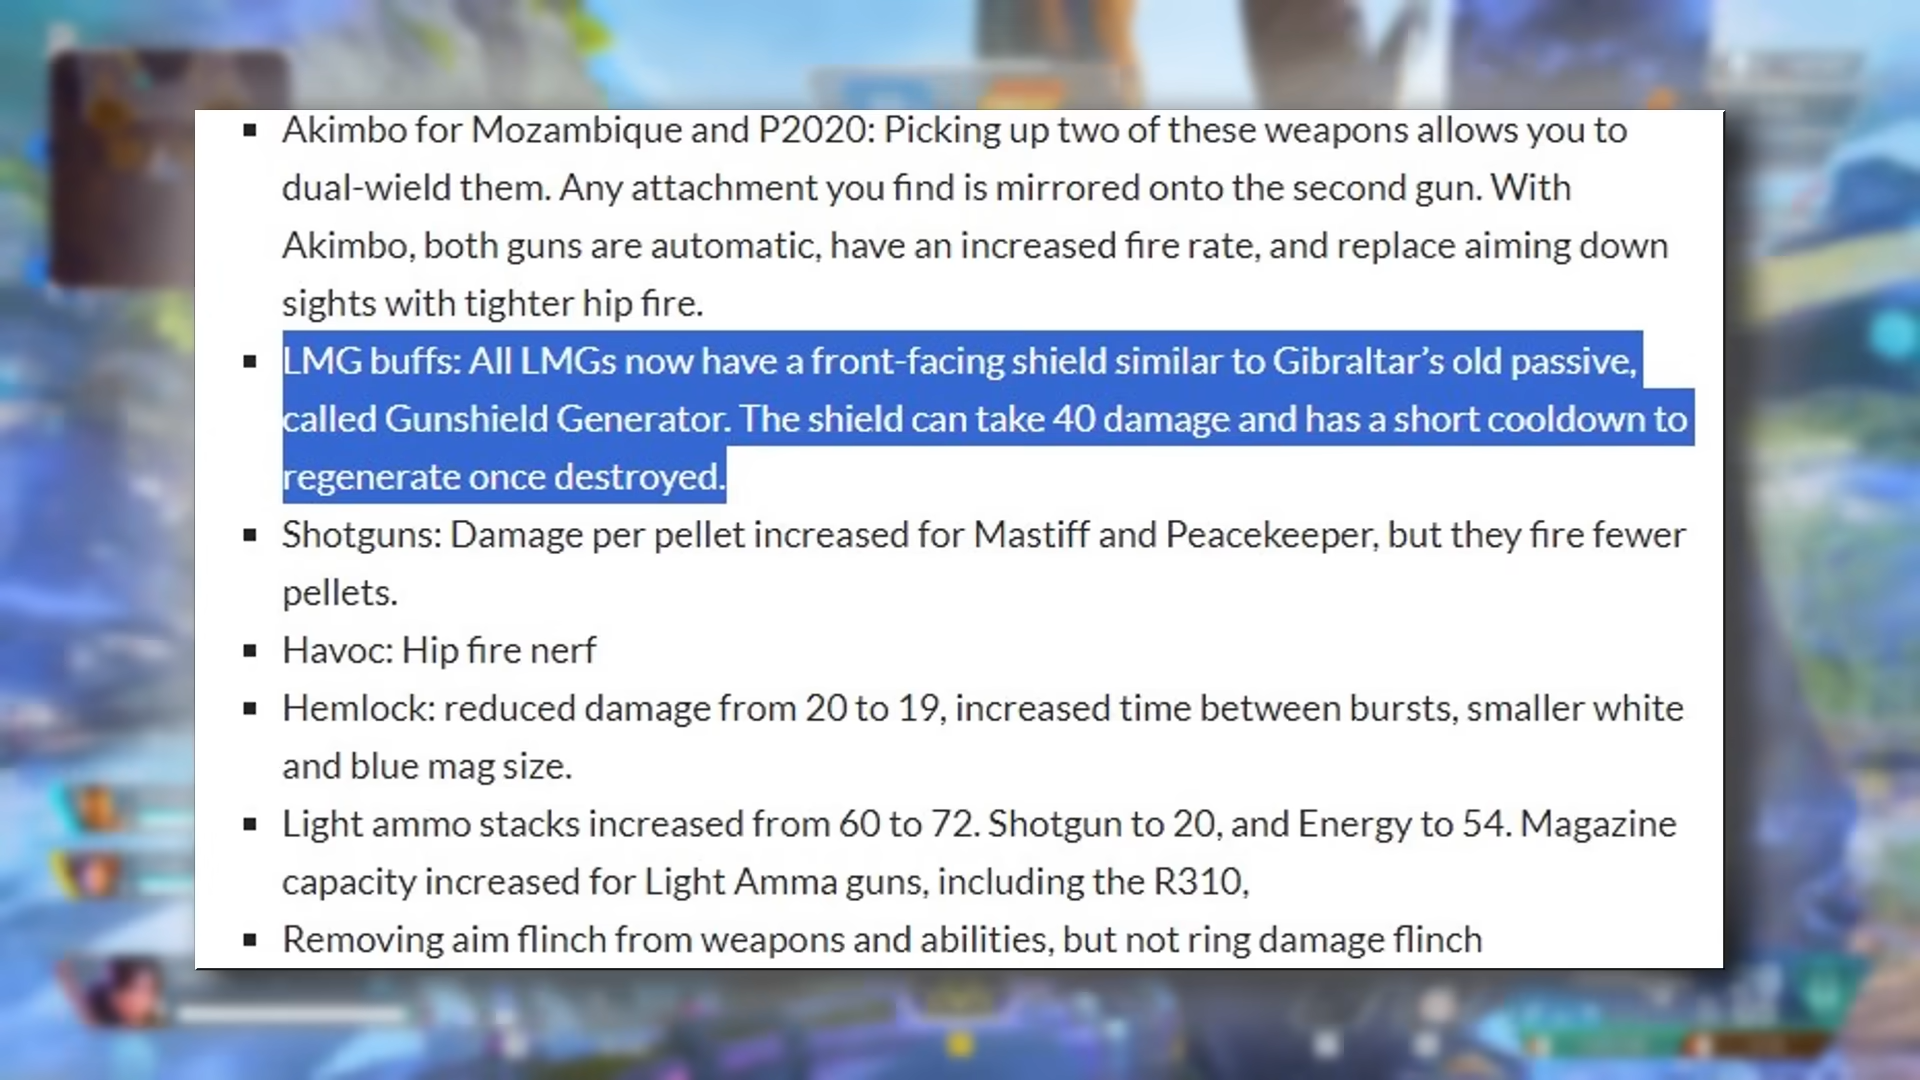 ▪ Akimbo for Mozambique and P2020: Picking up two of these weapons allows you to
dual-wield them. Any attachment you find is mirrored onto the second gun. With
Akimbo, both guns are automatic, have an increased fire rate, and replace aiming down
sights with tighter hip fire.
▪ LMG buffs: All LMGs now have a front-facing shield similar to Gibraltar’s old passive,
called Gunshield Generator. The shield can take 40 damage and has a short cooldown to
regenerate once destroyed.
▪ Shotguns: Damage per pellet increased for Mastiff and Peacekeeper, but they fire fewer
pellets.
▪ Havoc: Hip fire nerf
▪ Hemlock: reduced damage from 20 to 19, increased time between bursts, smaller white
and blue mag size.
▪ Light ammo stacks increased from 60 to 72. Shotgun to 20, and Energy to 54. Magazine
capacity increased for Light Amma guns, including the R310,
▪ Removing aim flinch from weapons and abilities, but not ring damage flinch